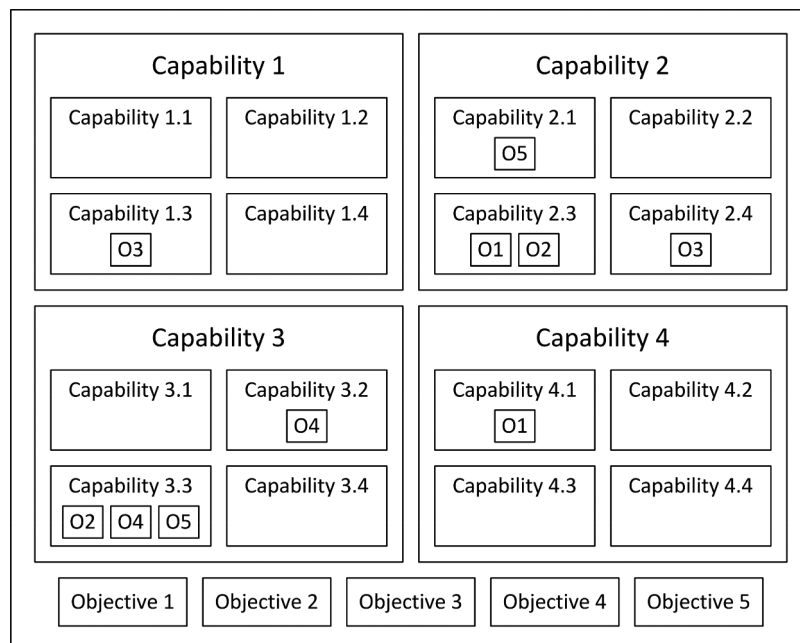 Capability 1
Capability 1.1
Capability 1.2
Capability 1.3
O3
Capability 1.4
Capability 2
Capability 2.1
O5
Capability 2.2
Capability 2.3
O1 O2
Capability 2.4
O3
Capability 3
Capability 3.1
Capability 3.2
O4
Capability 3.3
O2 O4 O5
Capability 3.4
Capability 4
Capability 4.1
O1
Capability 4.2
Capability 4.3
Capability 4.4
Objective 1
Objective 2
Objective 3
Objective 4
Objective 5